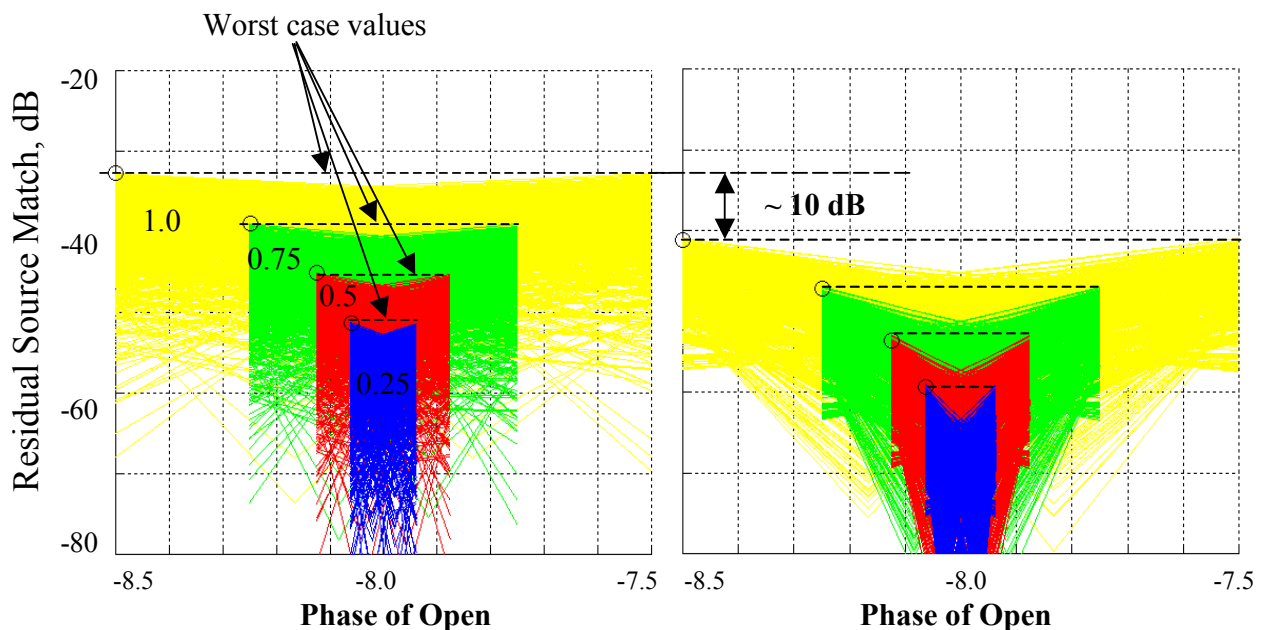 Worst case values
Residual Source Match, dB
-20
-40
-60
-80
1.0
0.75
0.5
0.25
-8.5
-8.0
-7.5
Phase of Open
~ 10 dB
-8.5
-8.0
-7.5
Phase of Open